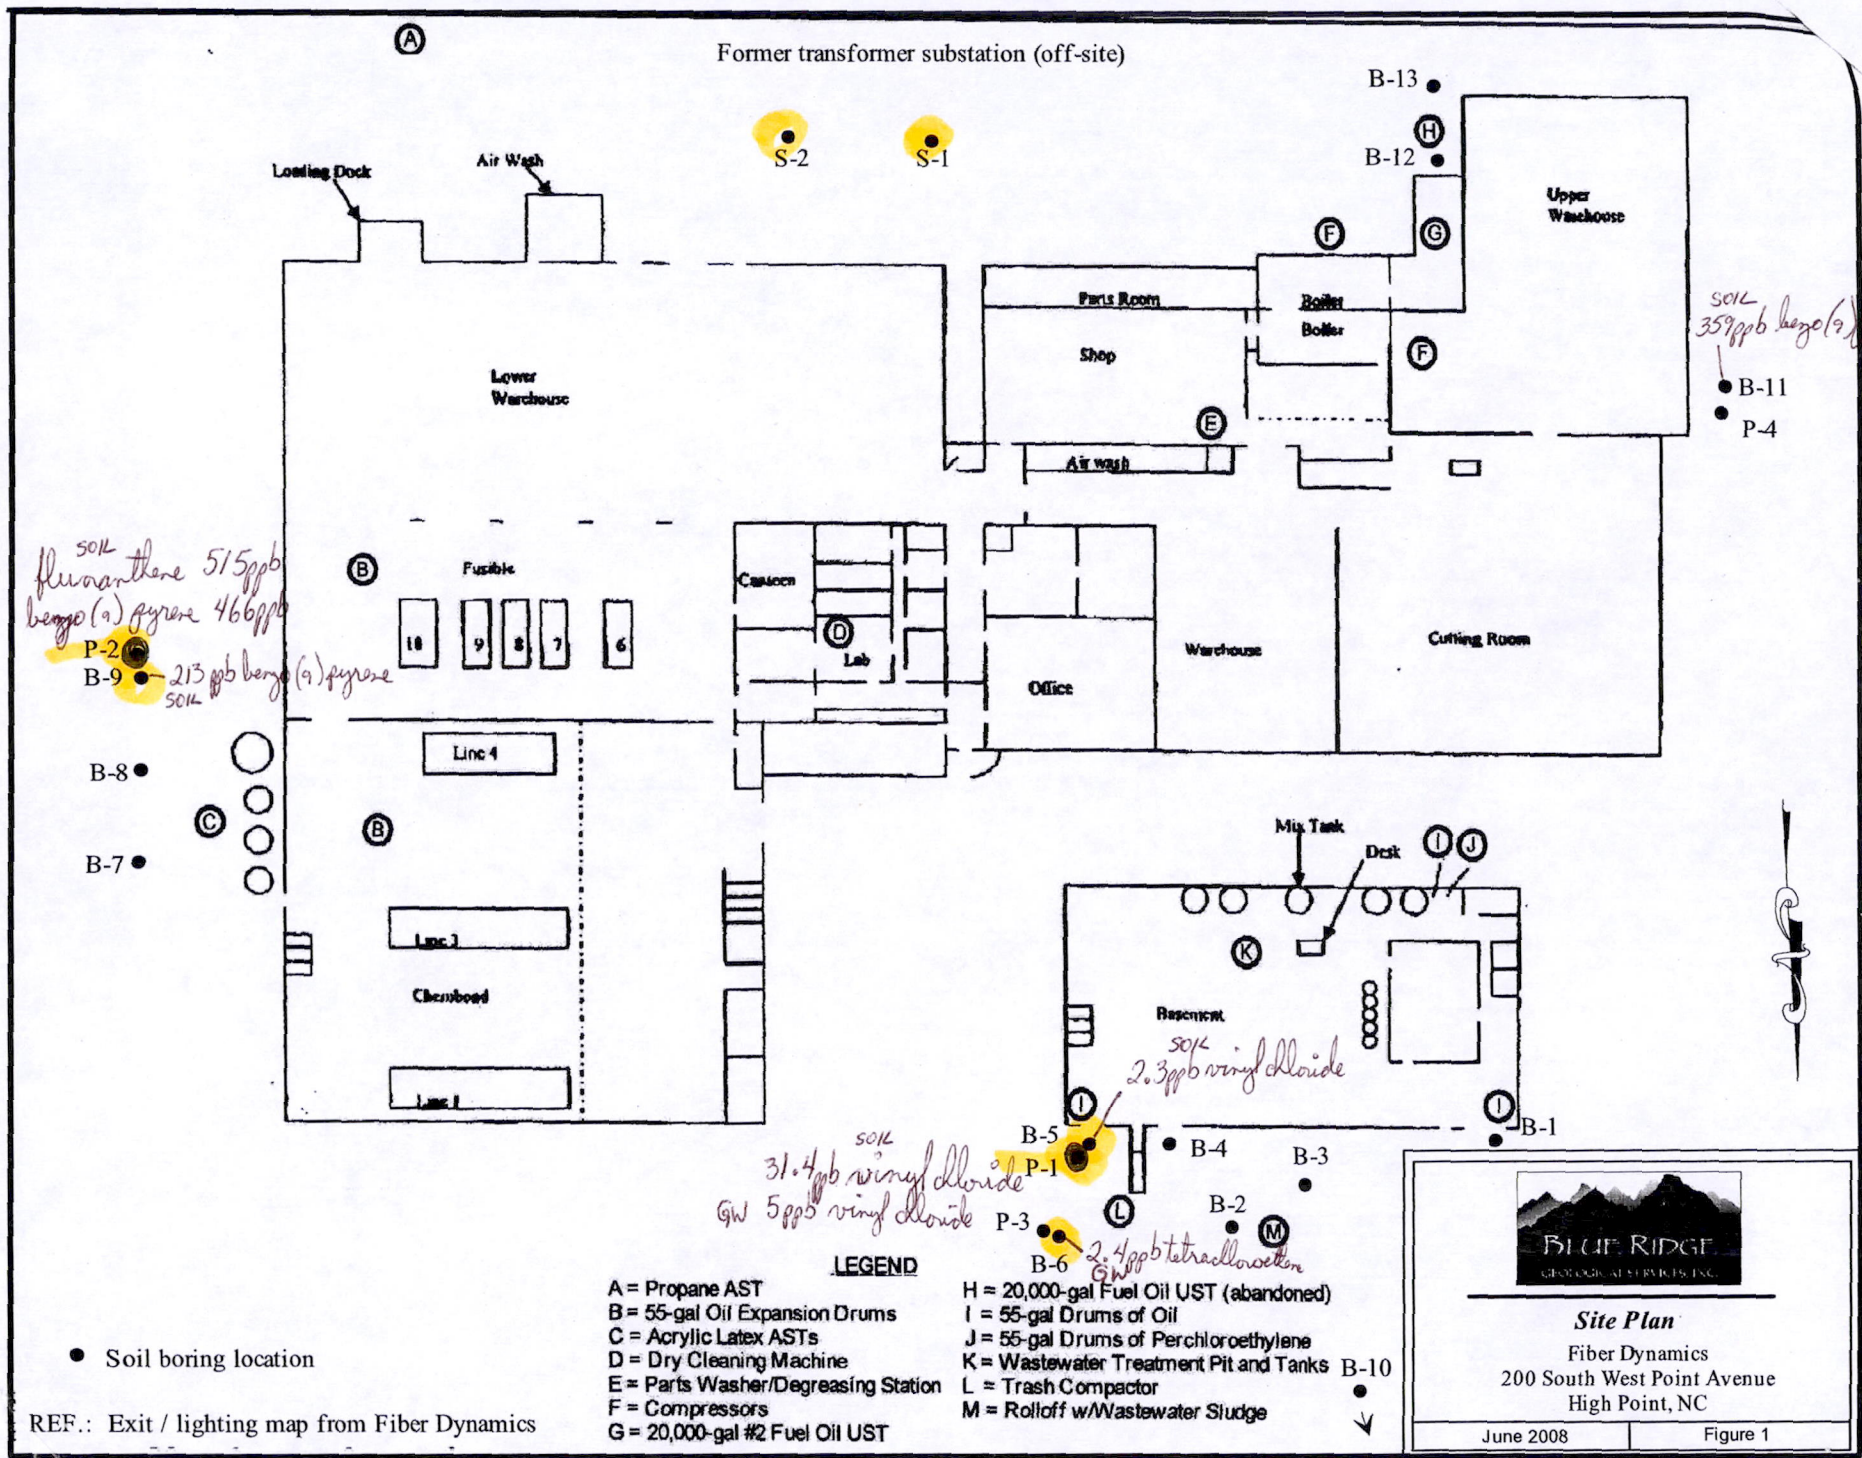 A
Former transformer substation (off-site)
B-13
H
B-12
S-2
S-1
Loading Dock
Air Wash
Upper
Warehouse
F
G
Parts Room
Boiler
Boiler
Shop
F
SOIL
359ppb benzo(a)
B-11
P-4
Lower
Warehouse
E
Air wash
SOIL
fluoranthene 515ppb
benzo(a) pyrene 466ppb
P-2
B-9
213 ppb benzo(a) pyrene
SOIL
B
Fusible
10
9
8
7
6
Canteen
D
Lab
Office
Warehouse
Cutting Room
B-8
C
B-7
Line 4
B
Line 3
Chembond
Line 1
Mix Tank
Desk
I
J
K
Basement
SOIL
2.3ppb vinyl chloride
I
I
B-5
P-1
B-4
B-3
B-1
SOIL
31.4ppb vinyl chloride
GW 5ppb vinyl chloride
L
B-2
M
P-3
B-6
2.4ppb tetrachloroethene
GW
LEGEND
A = Propane AST
B = 55-gal Oil Expansion Drums
C = Acrylic Latex ASTs
D = Dry Cleaning Machine
E = Parts Washer/Degreasing Station
F = Compressors
G = 20,000-gal #2 Fuel Oil UST
H = 20,000-gal Fuel Oil UST (abandoned)
I = 55-gal Drums of Oil
J = 55-gal Drums of Perchloroethylene
K = Wastewater Treatment Pit and Tanks
L = Trash Compactor
M = Rolloff w/Wastewater Sludge
B-10
Soil boring location
REF.: Exit / lighting map from Fiber Dynamics
BLUE RIDGE
GEOLOGICAL SERVICES, INC.
Site Plan
Fiber Dynamics
200 South West Point Avenue
High Point, NC
June 2008
Figure 1